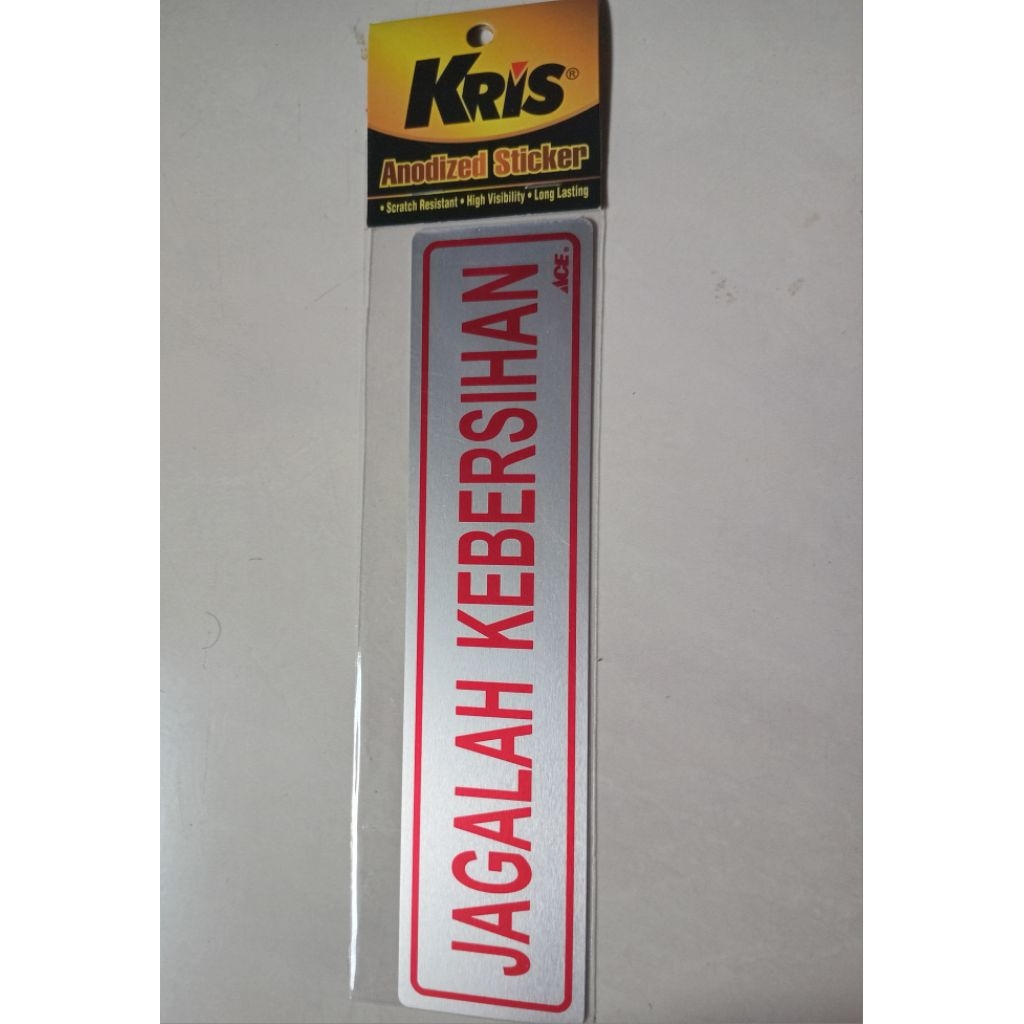 KRIS®
Anodized Sticker
• Scratch Resistant • High Visibility • Long Lasting
JAGALAH KEBERSIHAN
ACE®